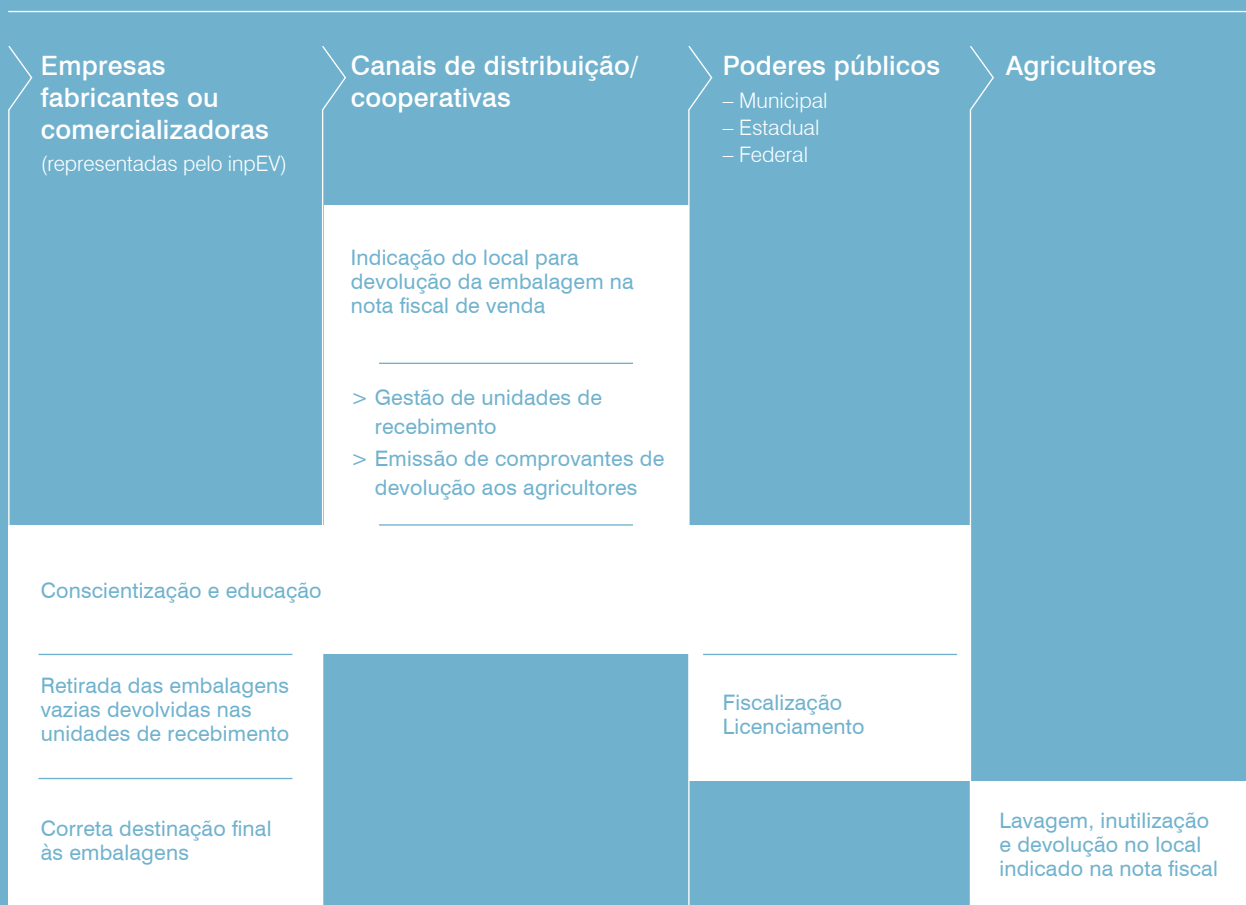 Empresas
fabricantes ou
comercializadoras
(representadas pelo inpEV)
Canais de distribuição/
cooperativas
Poderes públicos
– Municipal
– Estadual
– Federal
Agricultores
Indicação do local para
devolução da embalagem na
nota fiscal de venda
> Gestão de unidades de
recebimento
> Emissão de comprovantes de
devolução aos agricultores
Conscientização e educação
Retirada das embalagens
vazias devolvidas nas
unidades de recebimento
Fiscalização
Licenciamento
Correta destinação final
às embalagens
Lavagem, inutilização
e devolução no local
indicado na nota fiscal